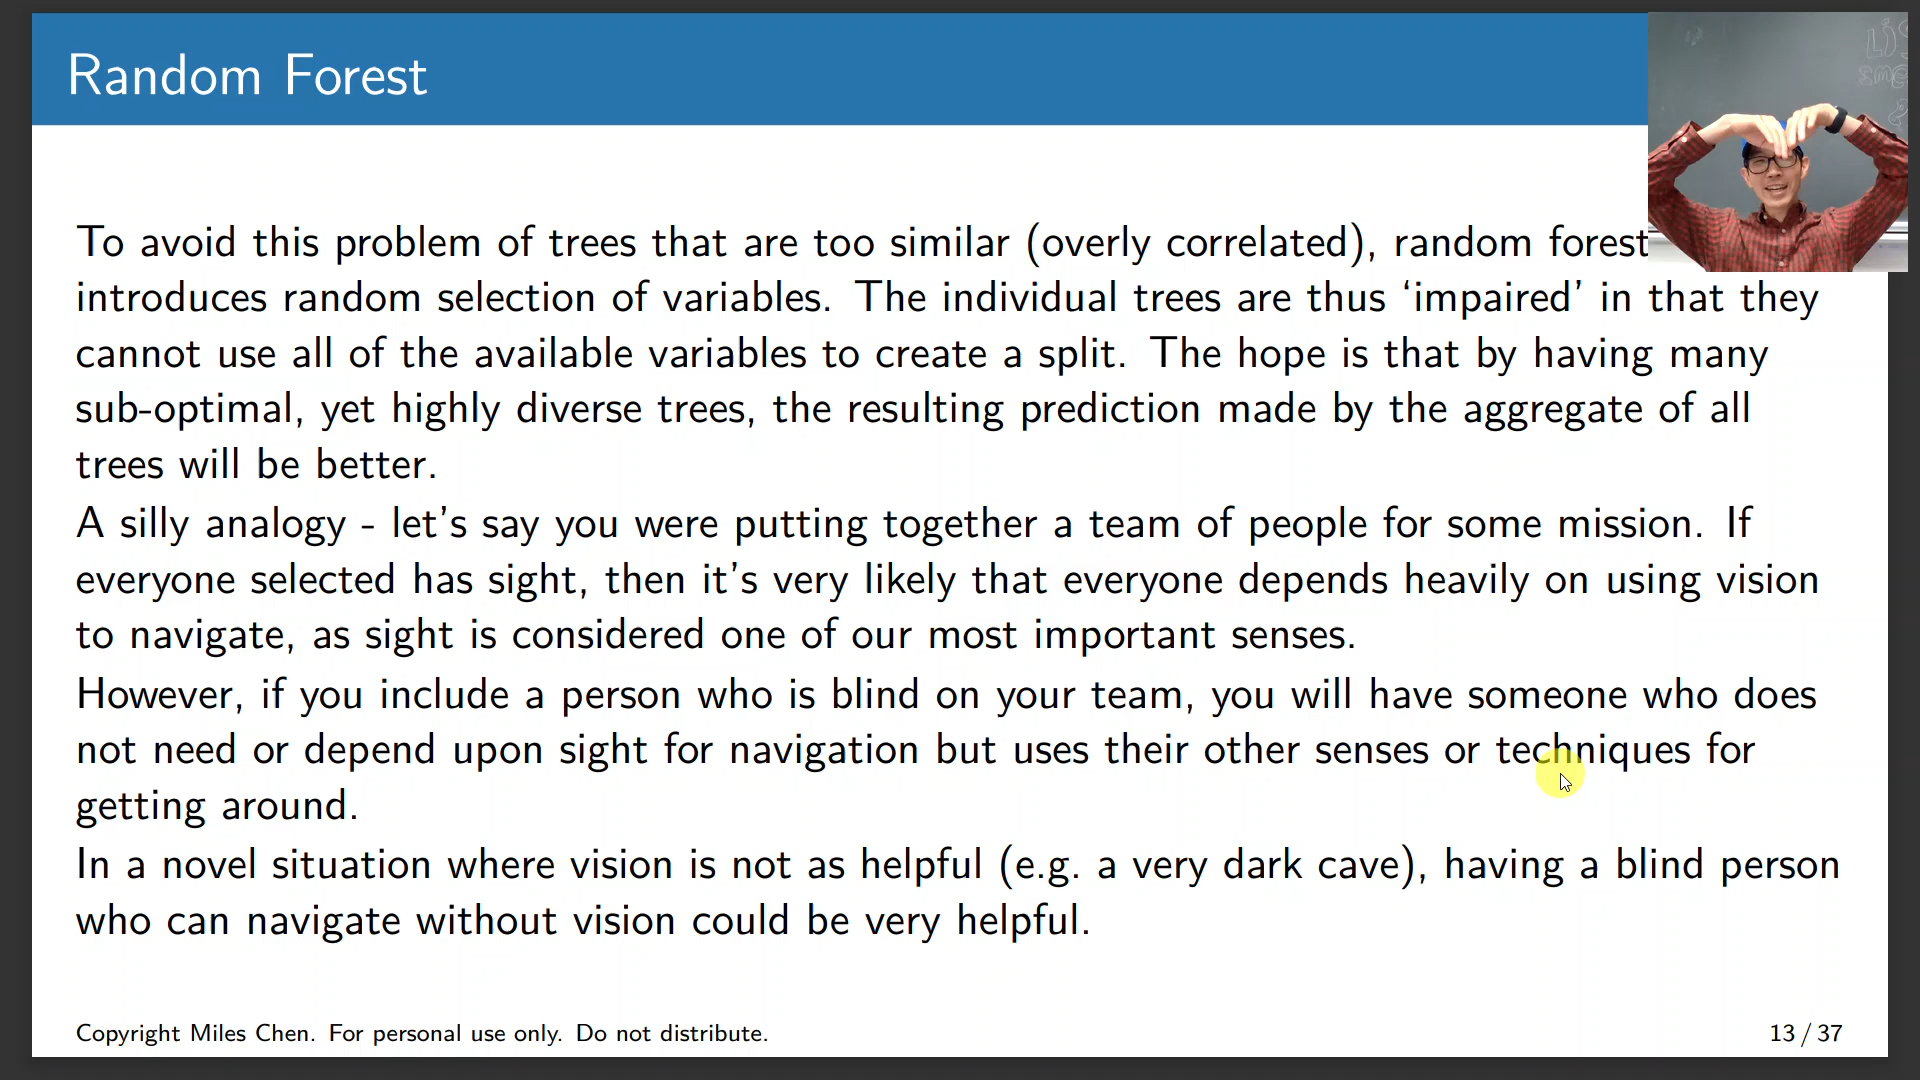 Random Forest
To avoid this problem of trees that are too similar (overly correlated), random forest
introduces random selection of variables. The individual trees are thus ‘impaired’ in that they
cannot use all of the available variables to create a split. The hope is that by having many
sub-optimal, yet highly diverse trees, the resulting prediction made by the aggregate of all
trees will be better.
A silly analogy - let’s say you were putting together a team of people for some mission. If
everyone selected has sight, then it’s very likely that everyone depends heavily on using vision
to navigate, as sight is considered one of our most important senses.
However, if you include a person who is blind on your team, you will have someone who does
not need or depend upon sight for navigation but uses their other senses or techniques for
getting around.
In a novel situation where vision is not as helpful (e.g. a very dark cave), having a blind person
who can navigate without vision could be very helpful.
Copyright Miles Chen. For personal use only. Do not distribute.
13 / 37